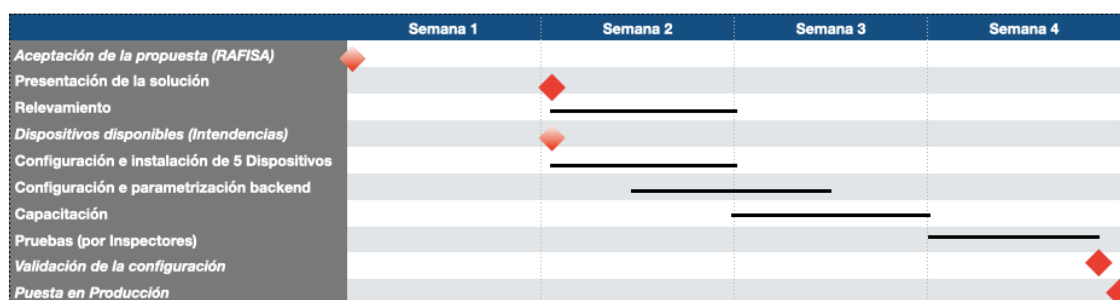 Semana 1 Semana 2 Semana 3 Semana 4
Aceptación de la propuesta (RAFISA)
Presentación de la solución
Relevamiento
Dispositivos disponibles (Intendencias)
Configuración e instalación de 5 Dispositivos
Configuración e parametrización backend
Capacitación
Pruebas (por Inspectores)
Validación de la configuración
Puesta en Producción